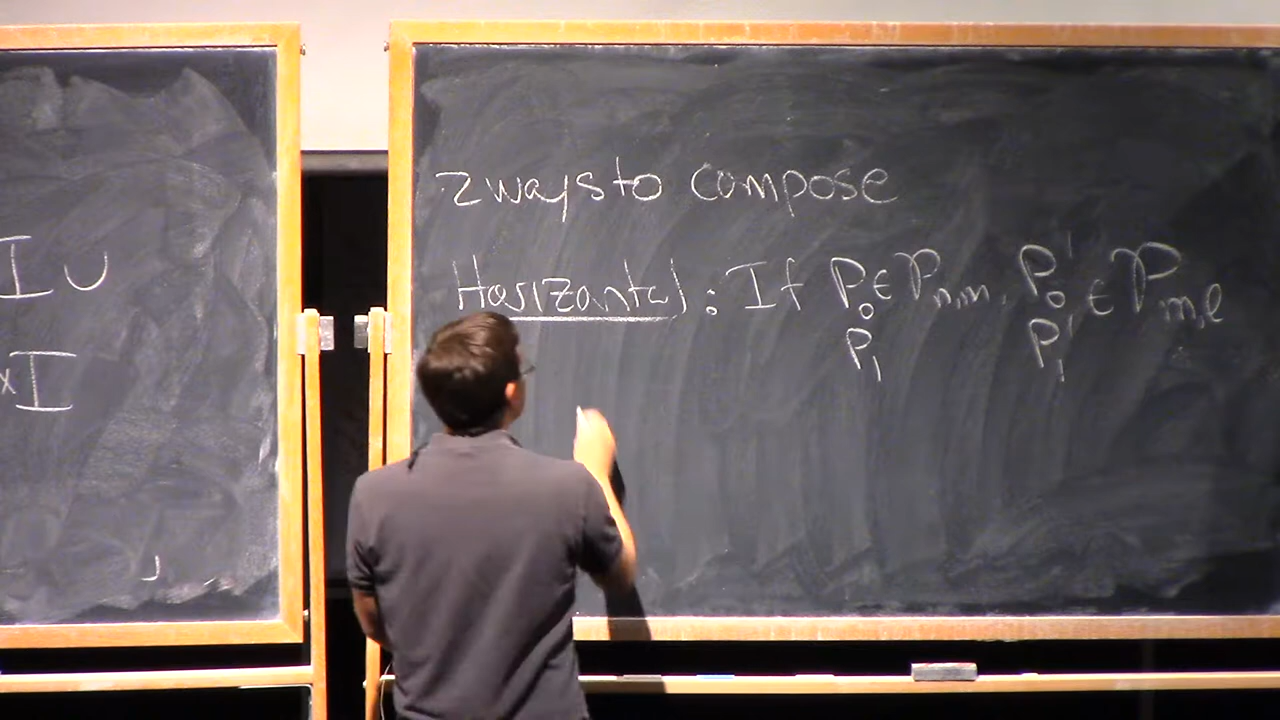 I ∪
×I
2 ways to compose
Horizontal: If P₀ ∈ 𝒫ₙ,ₘ, P₀' ∈ 𝒫ₘ,ℓ
P₁ P₁'